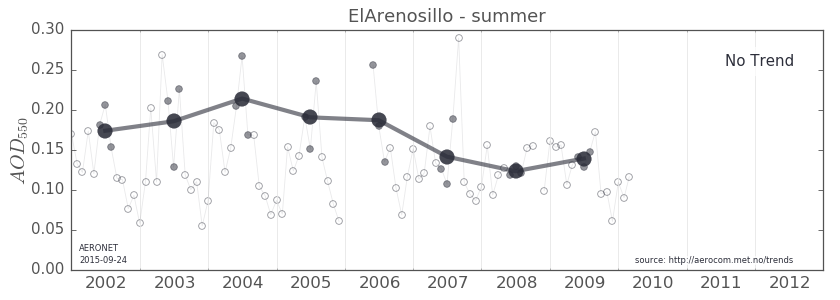 ElArenosillo - summer
0.30
0.25
0.20
0.15
0.10
0.05
0.00
AOD550
No Trend
AERONET
2015-09-24
source: http://aerocom.met.no/trends
2002 2003 2004 2005 2006 2007 2008 2009 2010 2011 2012